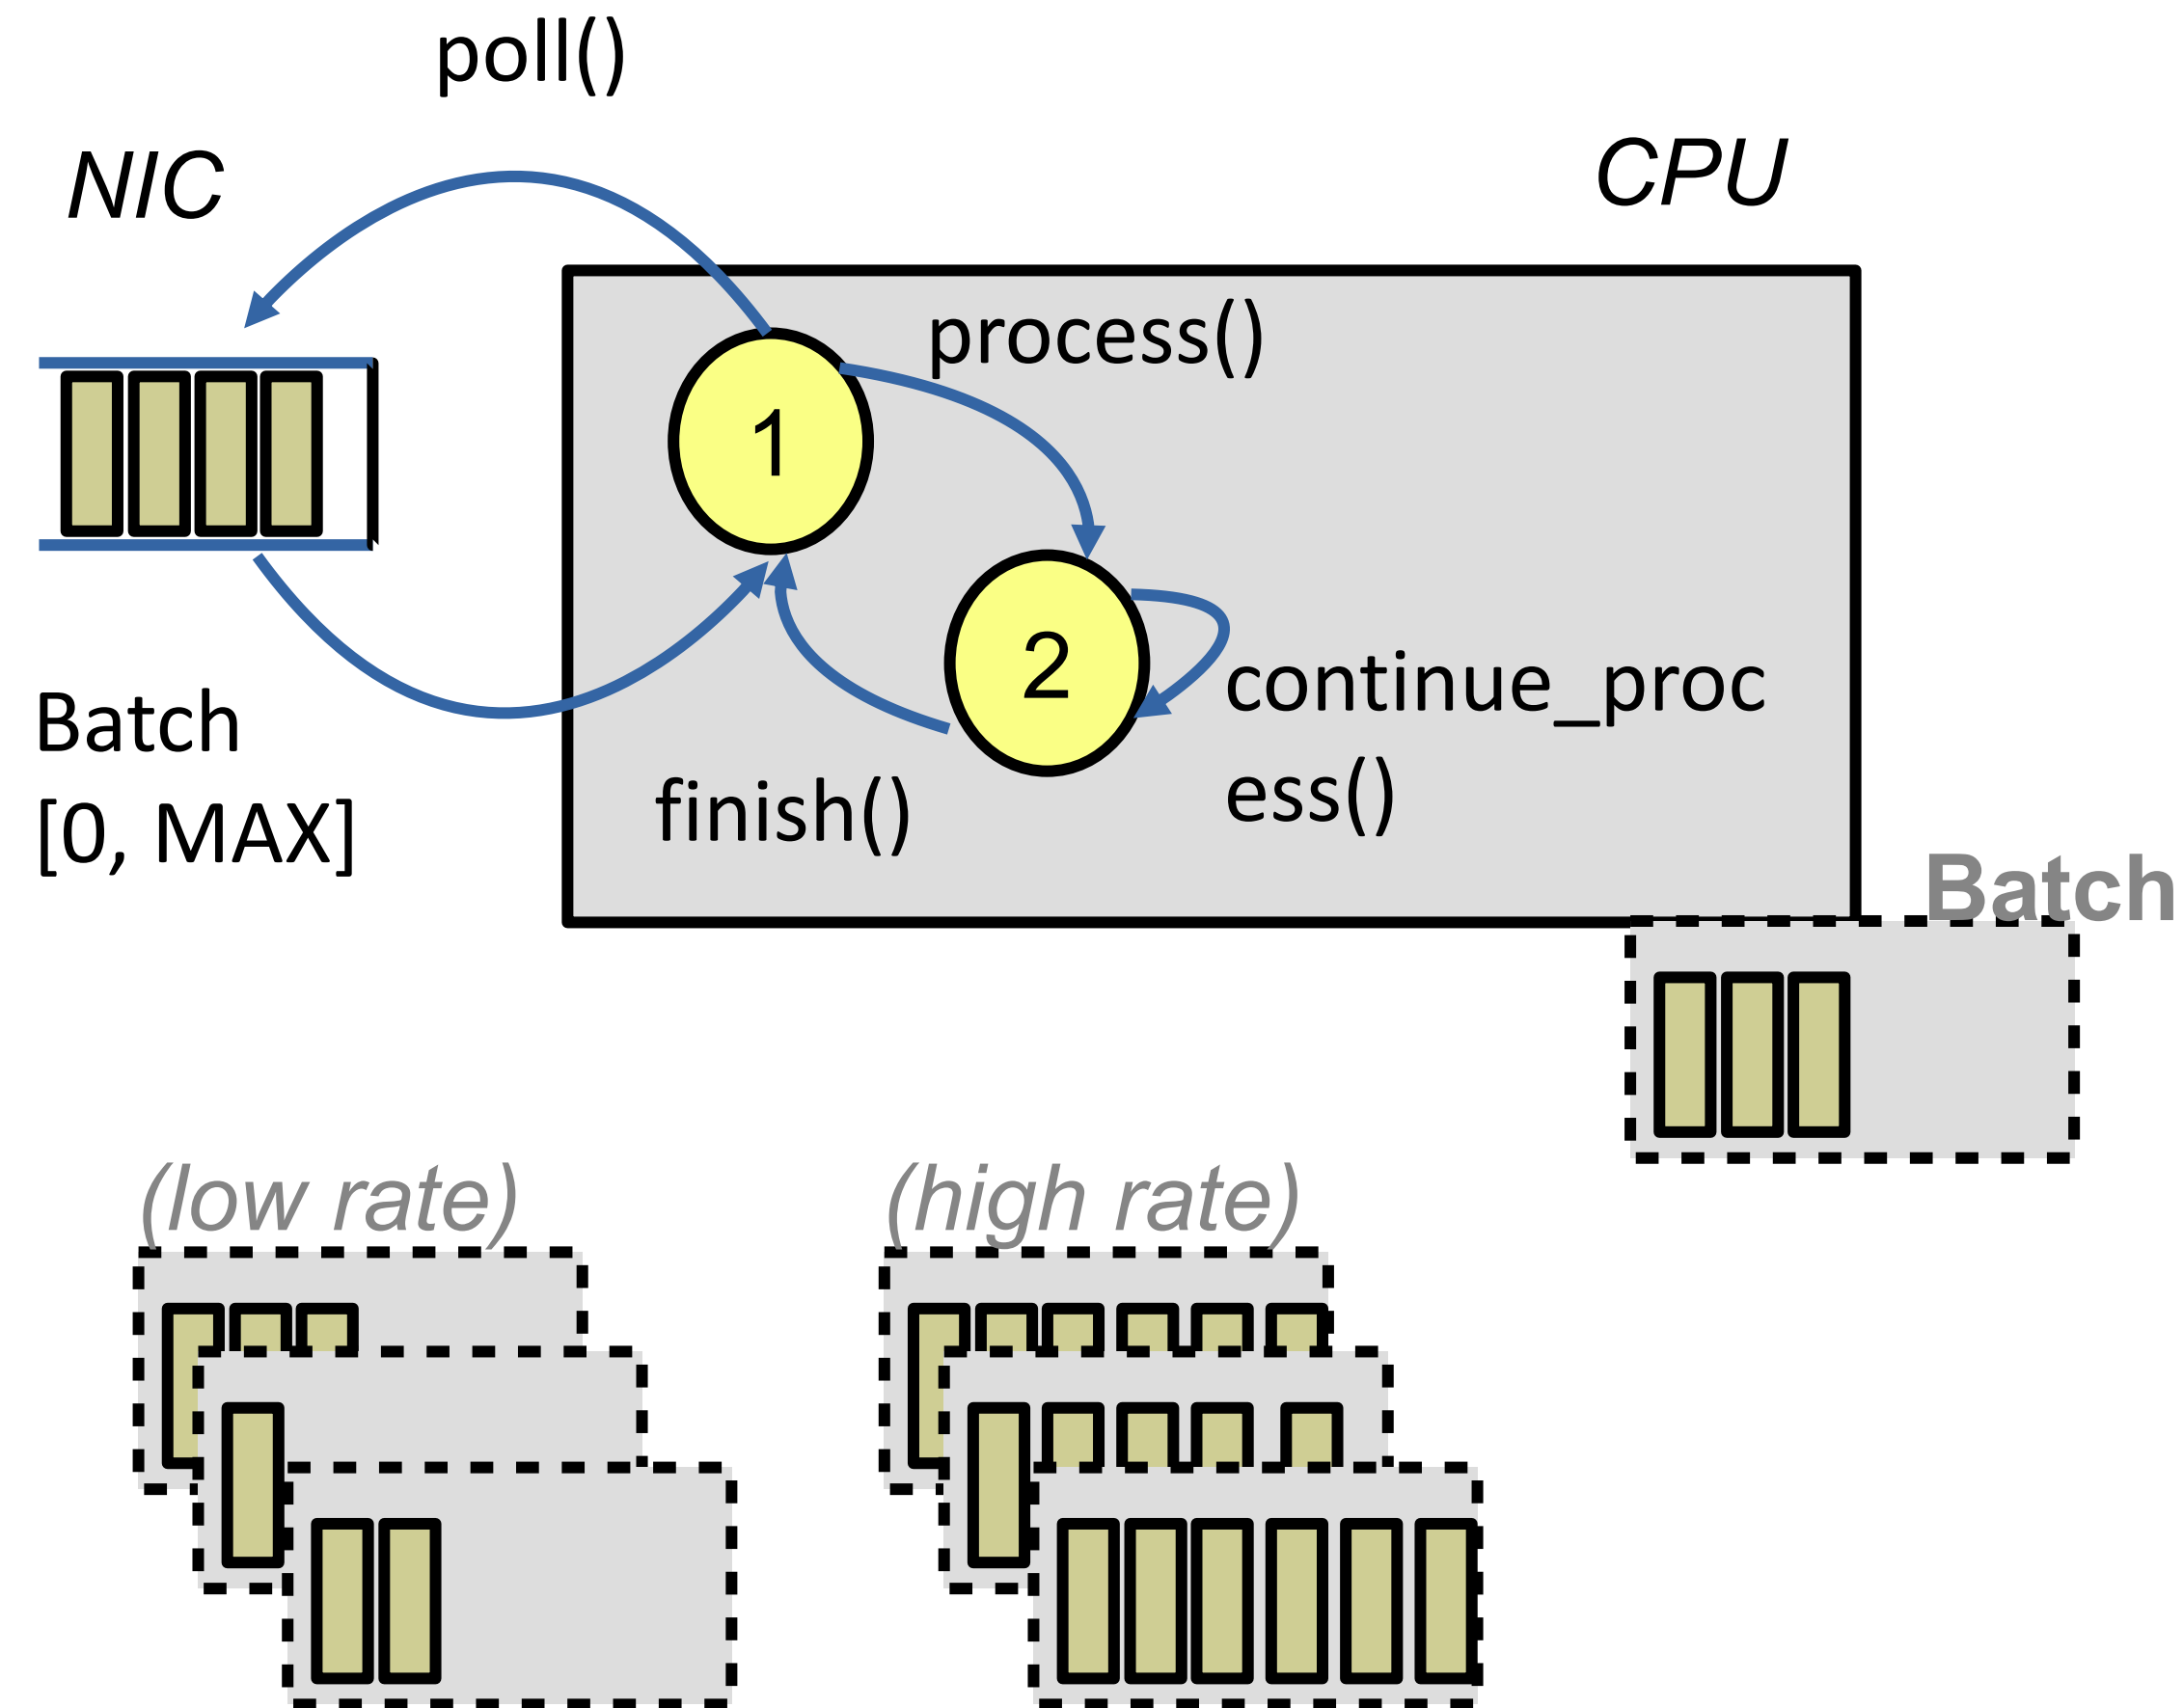 poll()
NIC
CPU
process()
1
2
continue_proc
ess()
Batch
[0, MAX]
finish()
Batch
(low rate)
(high rate)